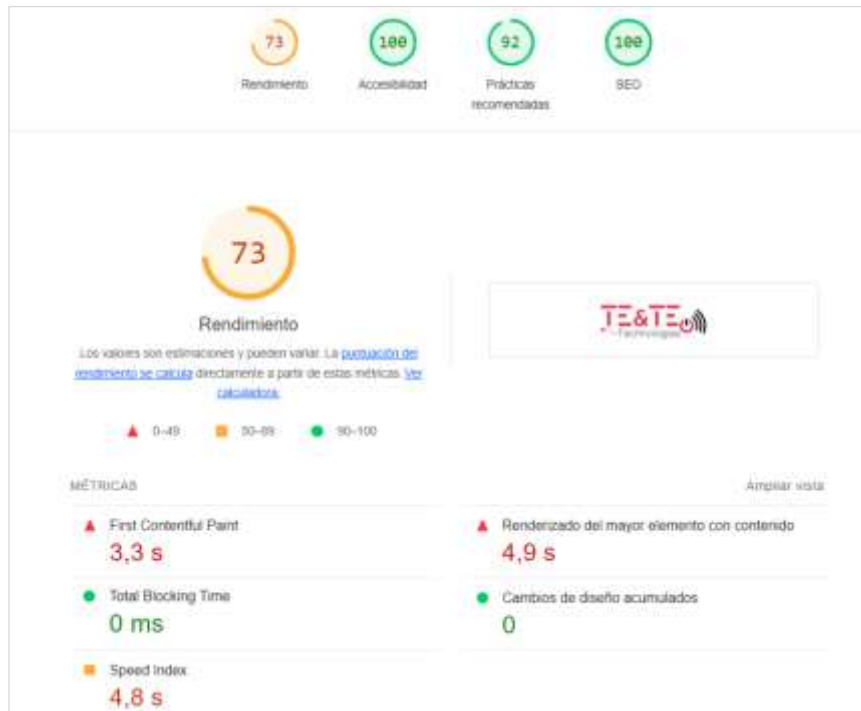 73
100
92
100
Rendimiento
Accesibilidad
Prácticas
recomendadas
SEO
73
Rendimiento
Los valores son estimaciones y pueden variar. La puntuación del
rendimiento se calcula directamente a partir de estas métricas. Ver
calculadora.
0–49
50–89
90–100
TE&TE
Technologies
MÉTRICAS
Ampliar vista
First Contentful Paint
3,3 s
Renderizado del mayor elemento con contenido
4,9 s
Total Blocking Time
0 ms
Cambios de diseño acumulados
0
Speed Index
4,8 s